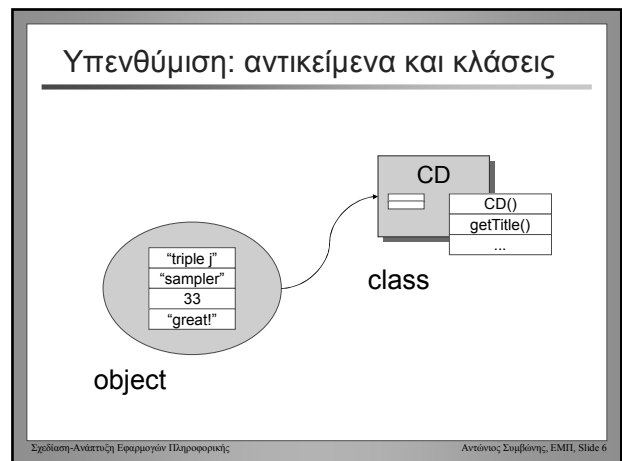 Υπενθύμιση: αντικείμενα και κλάσεις
CD
CD()
getTitle()
...
class
“triple j”
“sampler”
33
“great!”
object
Σχεδίαση-Ανάπτυξη Εφαρμογών Πληροφορικής
Αντώνιος Συμβώνης, ΕΜΠ, Slide 6